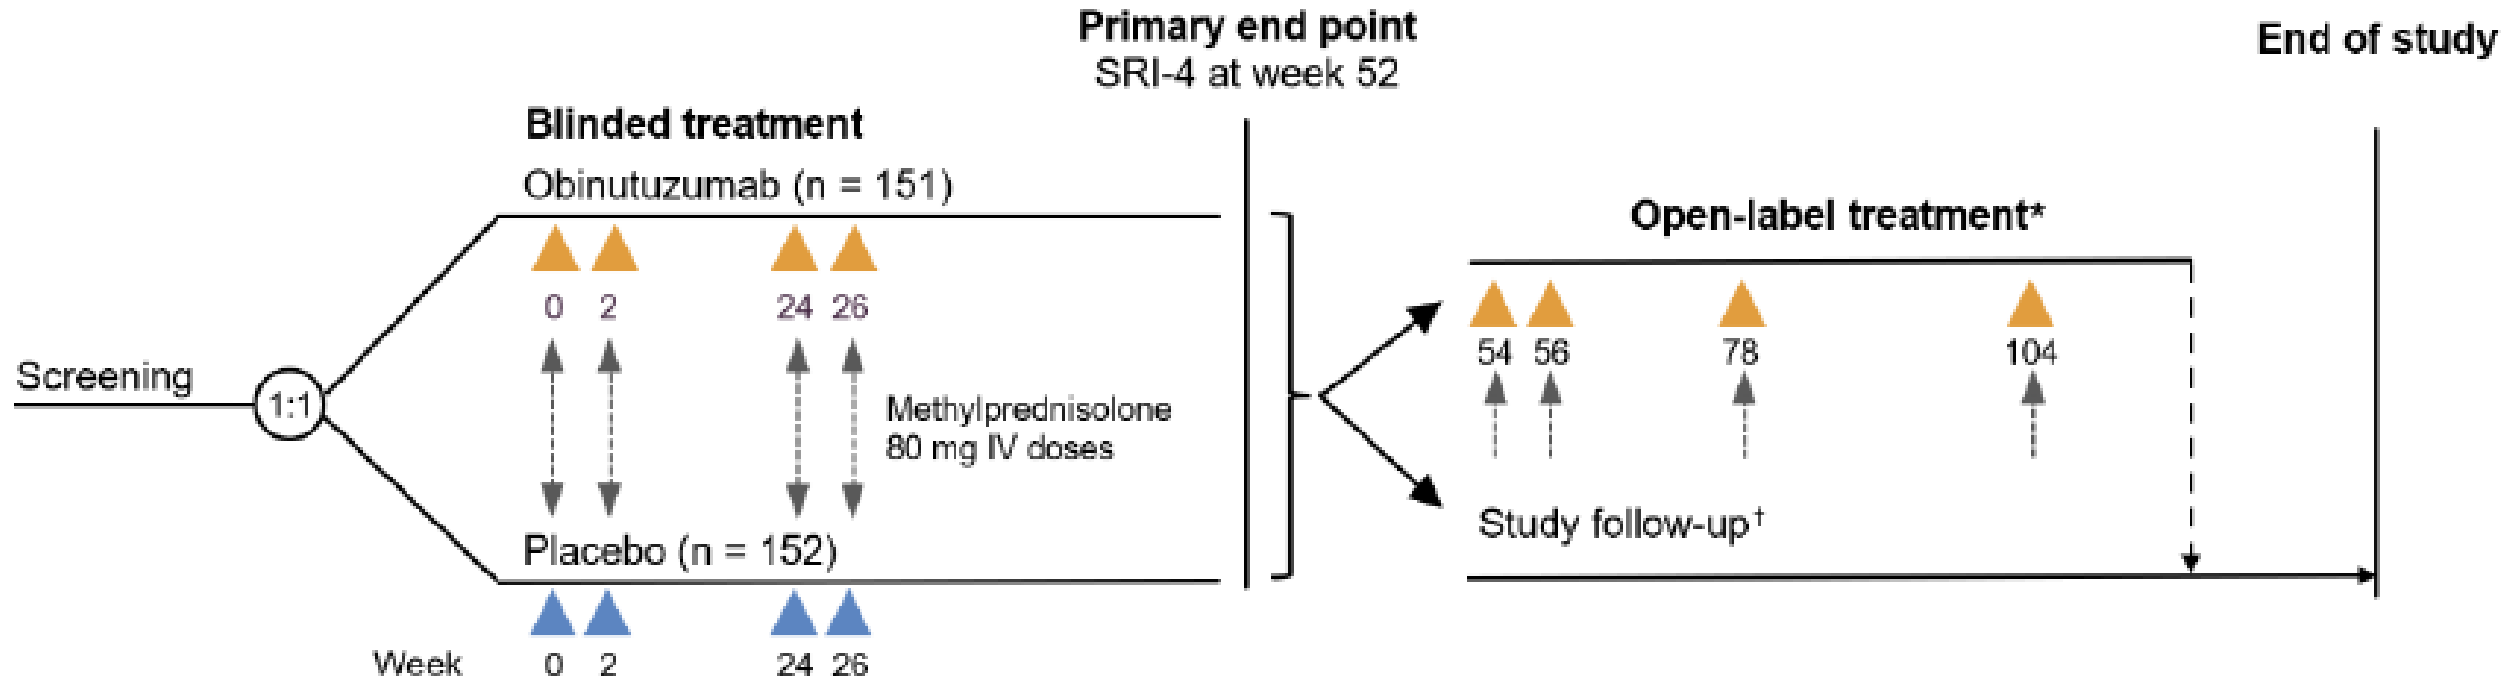 Primary end point
SRI-4 at week 52
End of study
Blinded treatment
Obinutuzumab (n = 151)
0 2 24 26
Screening
1:1
Methylprednisolone
80 mg IV doses
Placebo (n = 152)
Week 0 2 24 26
Open-label treatment*
54 56 78 104
Study follow-up†